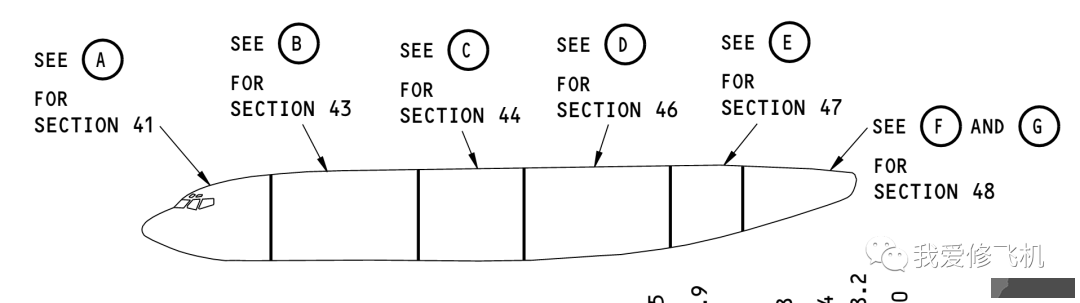 SEE A
FOR
SECTION 41
SEE B
FOR
SECTION 43
SEE C
FOR
SECTION 44
SEE D
FOR
SECTION 46
SEE E
FOR
SECTION 47
SEE F AND G
FOR
SECTION 48
我爱修飞机